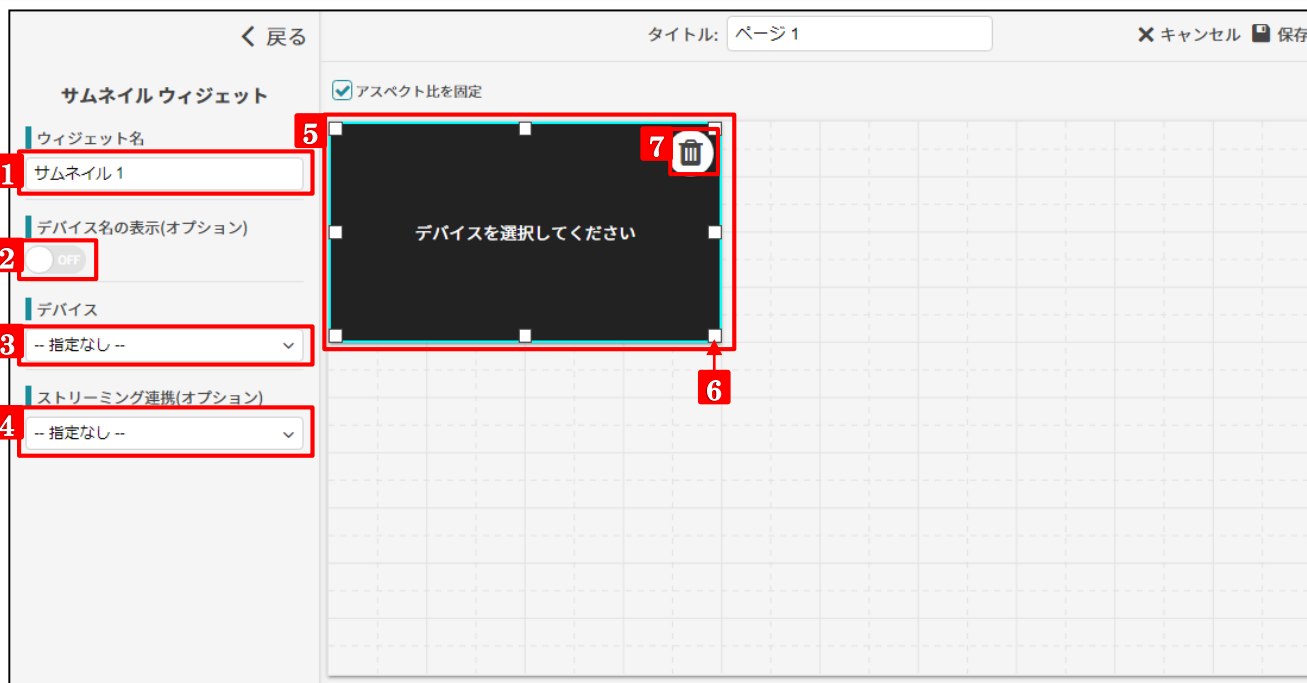 戻る
タイトル: ページ 1
キャンセル 保存
サムネイル ウィジェット
アスペクト比を固定
ウィジェット名
1 サムネイル 1
デバイス名の表示(オプション)
2 OFF
デバイス
3 -- 指定なし --
ストリーミング連携(オプション)
4 -- 指定なし --
5
7
デバイスを選択してください
6